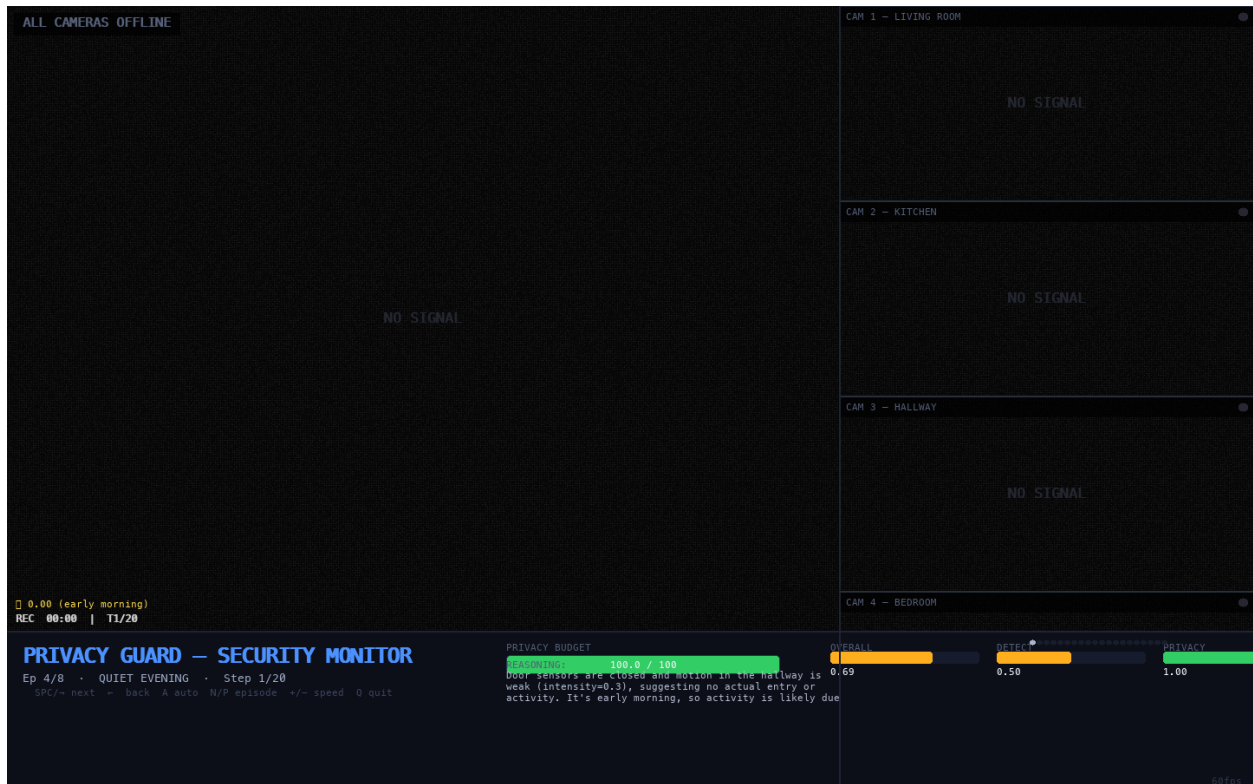 ALL CAMERAS OFFLINE
NO SIGNAL
0.00 (early morning)
REC 00:00 | T1/20
CAM 1 — LIVING ROOM
NO SIGNAL
CAM 2 — KITCHEN
NO SIGNAL
CAM 3 — HALLWAY
NO SIGNAL
CAM 4 — BEDROOM
PRIVACY GUARD — SECURITY MONITOR
Ep 4/8 · QUIET EVENING · Step 1/20
SPC/→ next ← back A auto N/P episode +/− speed Q quit
PRIVACY BUDGET
REASONING: 100.0 / 100
Door sensors are closed and motion in the hallway is
weak (intensity=0.3), suggesting no actual entry or
activity. It's early morning, so activity is likely due
OVERALL
0.69
DETECT
0.50
PRIVACY
1.00
60fps